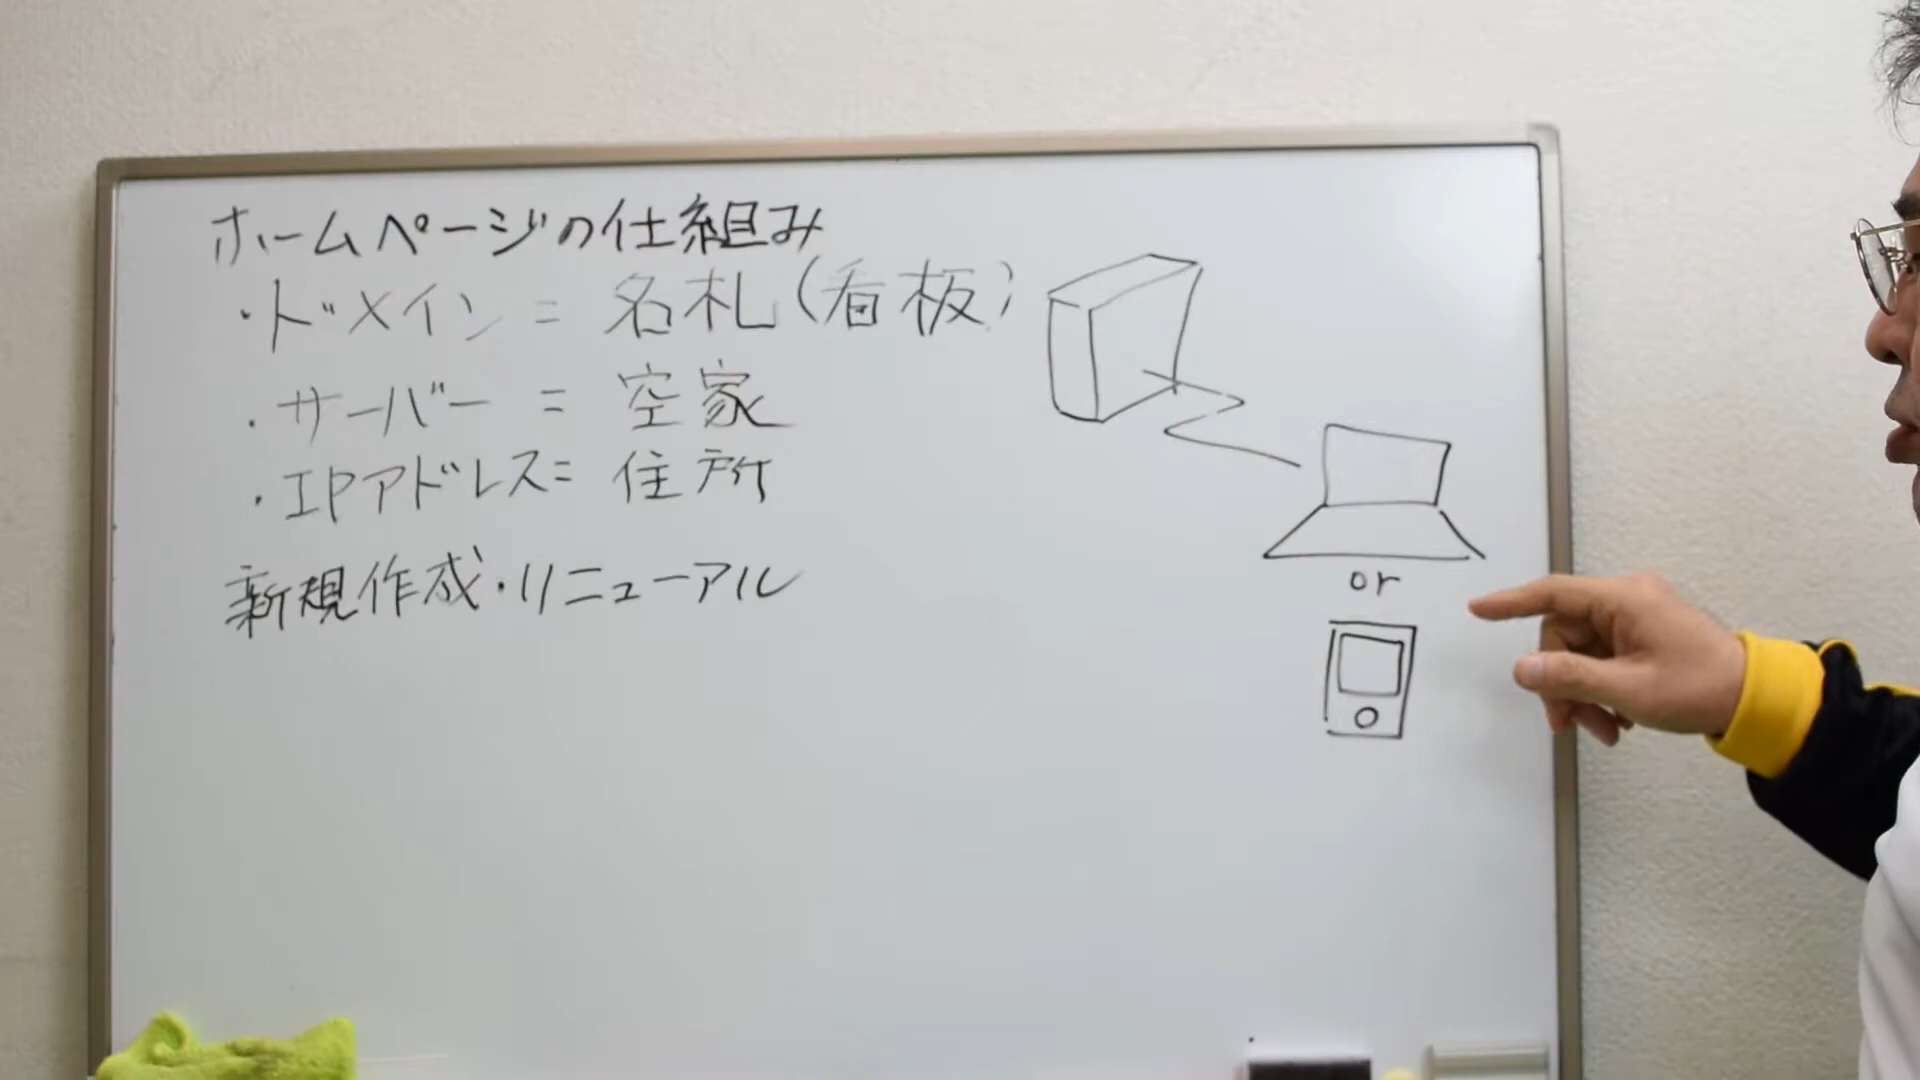 ホームページの仕組み
・ドメイン = 名札(看板)
・サーバー = 空家
・IPアドレス = 住所
新規作成・リニューアル
or